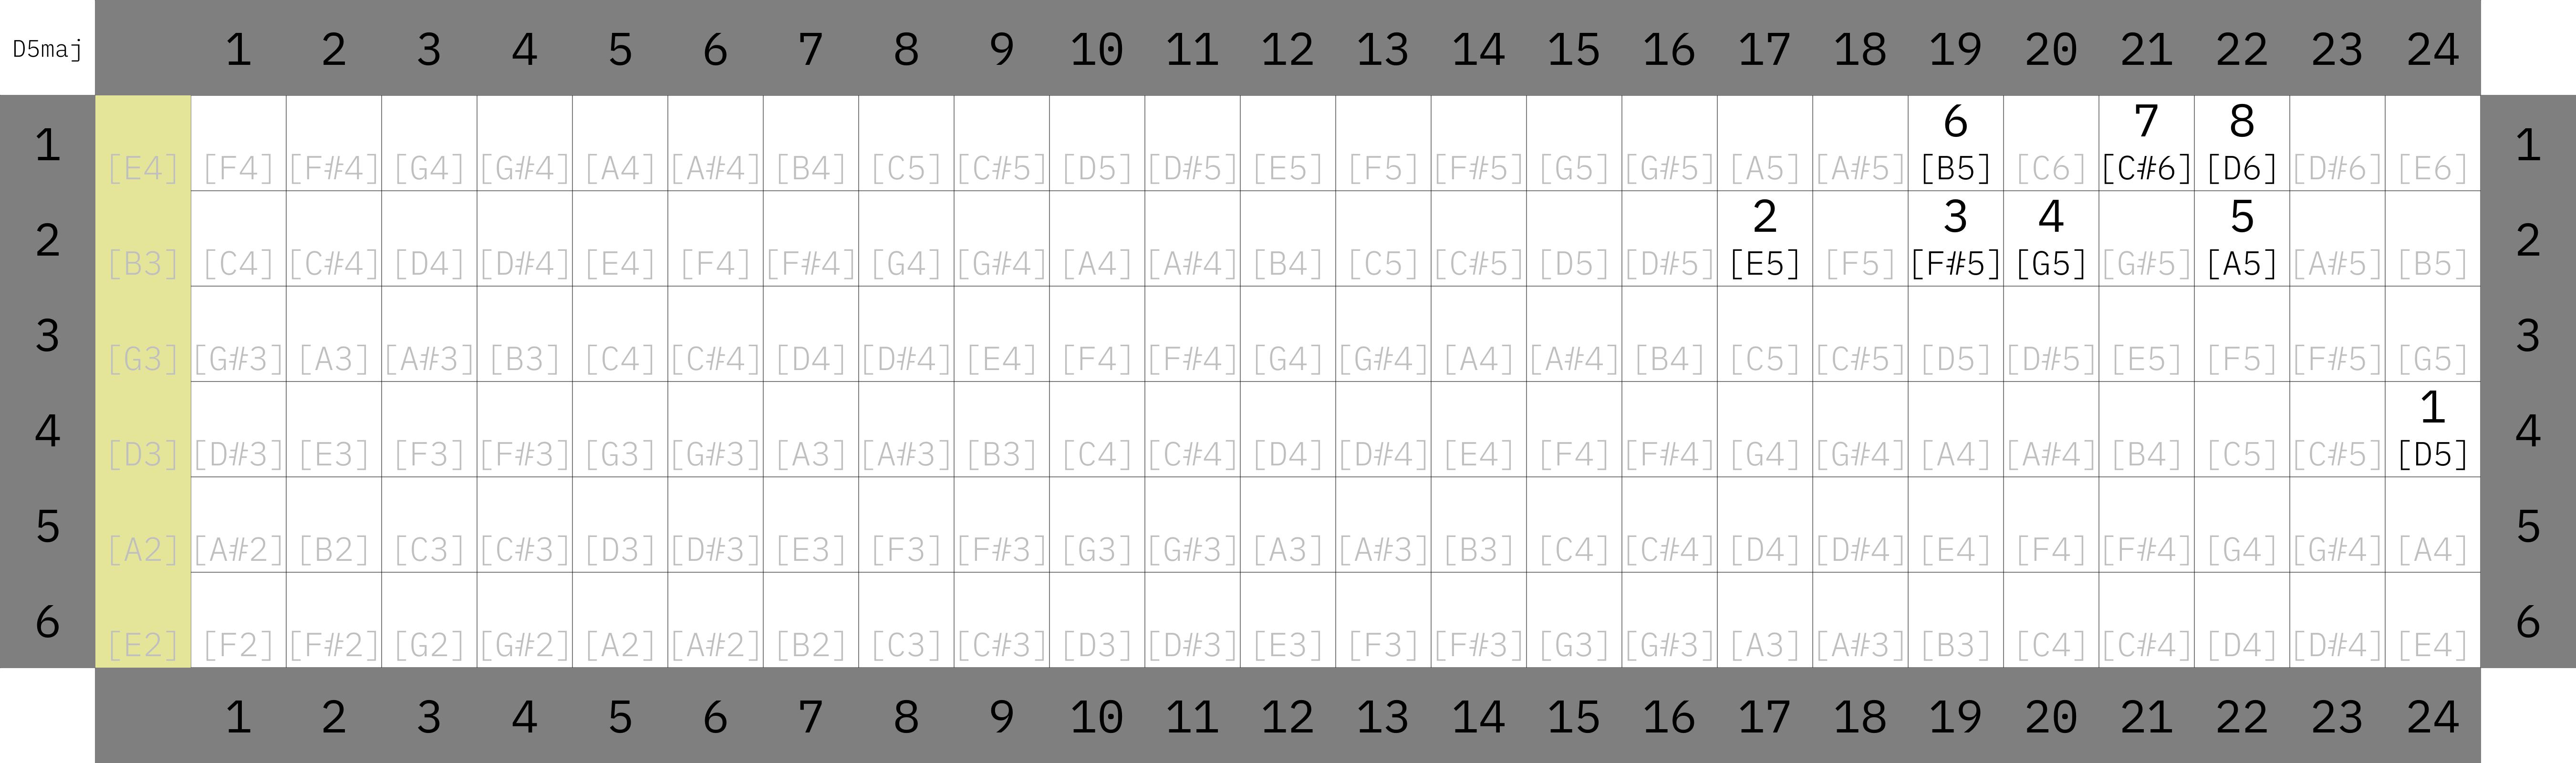 D5maj 1 2 3 4 5 6 7 8 9 10 11 12 13 14 15 16 17 18 19 20 21 22 23 24
6 7 8
1 [E4] [F4] [F#4] [G4] [G#4] [A4] [A#4] [B4] [C5] [C#5] [D5] [D#5] [E5] [F5] [F#5] [G5] [G#5] [A5] [A#5] [B5] [C6] [C#6] [D6] [D#6] [E6] 1
2 3 4 5
2 [B3] [C4] [C#4] [D4] [D#4] [E4] [F4] [F#4] [G4] [G#4] [A4] [A#4] [B4] [C5] [C#5] [D5] [D#5] [E5] [F5] [F#5] [G5] [G#5] [A5] [A#5] [B5] 2
3 [G3] [G#3] [A3] [A#3] [B3] [C4] [C#4] [D4] [D#4] [E4] [F4] [F#4] [G4] [G#4] [A4] [A#4] [B4] [C5] [C#5] [D5] [D#5] [E5] [F5] [F#5] [G5] 3
1
4 [D3] [D#3] [E3] [F3] [F#3] [G3] [G#3] [A3] [A#3] [B3] [C4] [C#4] [D4] [D#4] [E4] [F4] [F#4] [G4] [G#4] [A4] [A#4] [B4] [C5] [C#5] [D5] 4
5 [A2] [A#2] [B2] [C3] [C#3] [D3] [D#3] [E3] [F3] [F#3] [G3] [G#3] [A3] [A#3] [B3] [C4] [C#4] [D4] [D#4] [E4] [F4] [F#4] [G4] [G#4] [A4] 5
6 [E2] [F2] [F#2] [G2] [G#2] [A2] [A#2] [B2] [C3] [C#3] [D3] [D#3] [E3] [F3] [F#3] [G3] [G#3] [A3] [A#3] [B3] [C4] [C#4] [D4] [D#4] [E4] 6
1 2 3 4 5 6 7 8 9 10 11 12 13 14 15 16 17 18 19 20 21 22 23 24